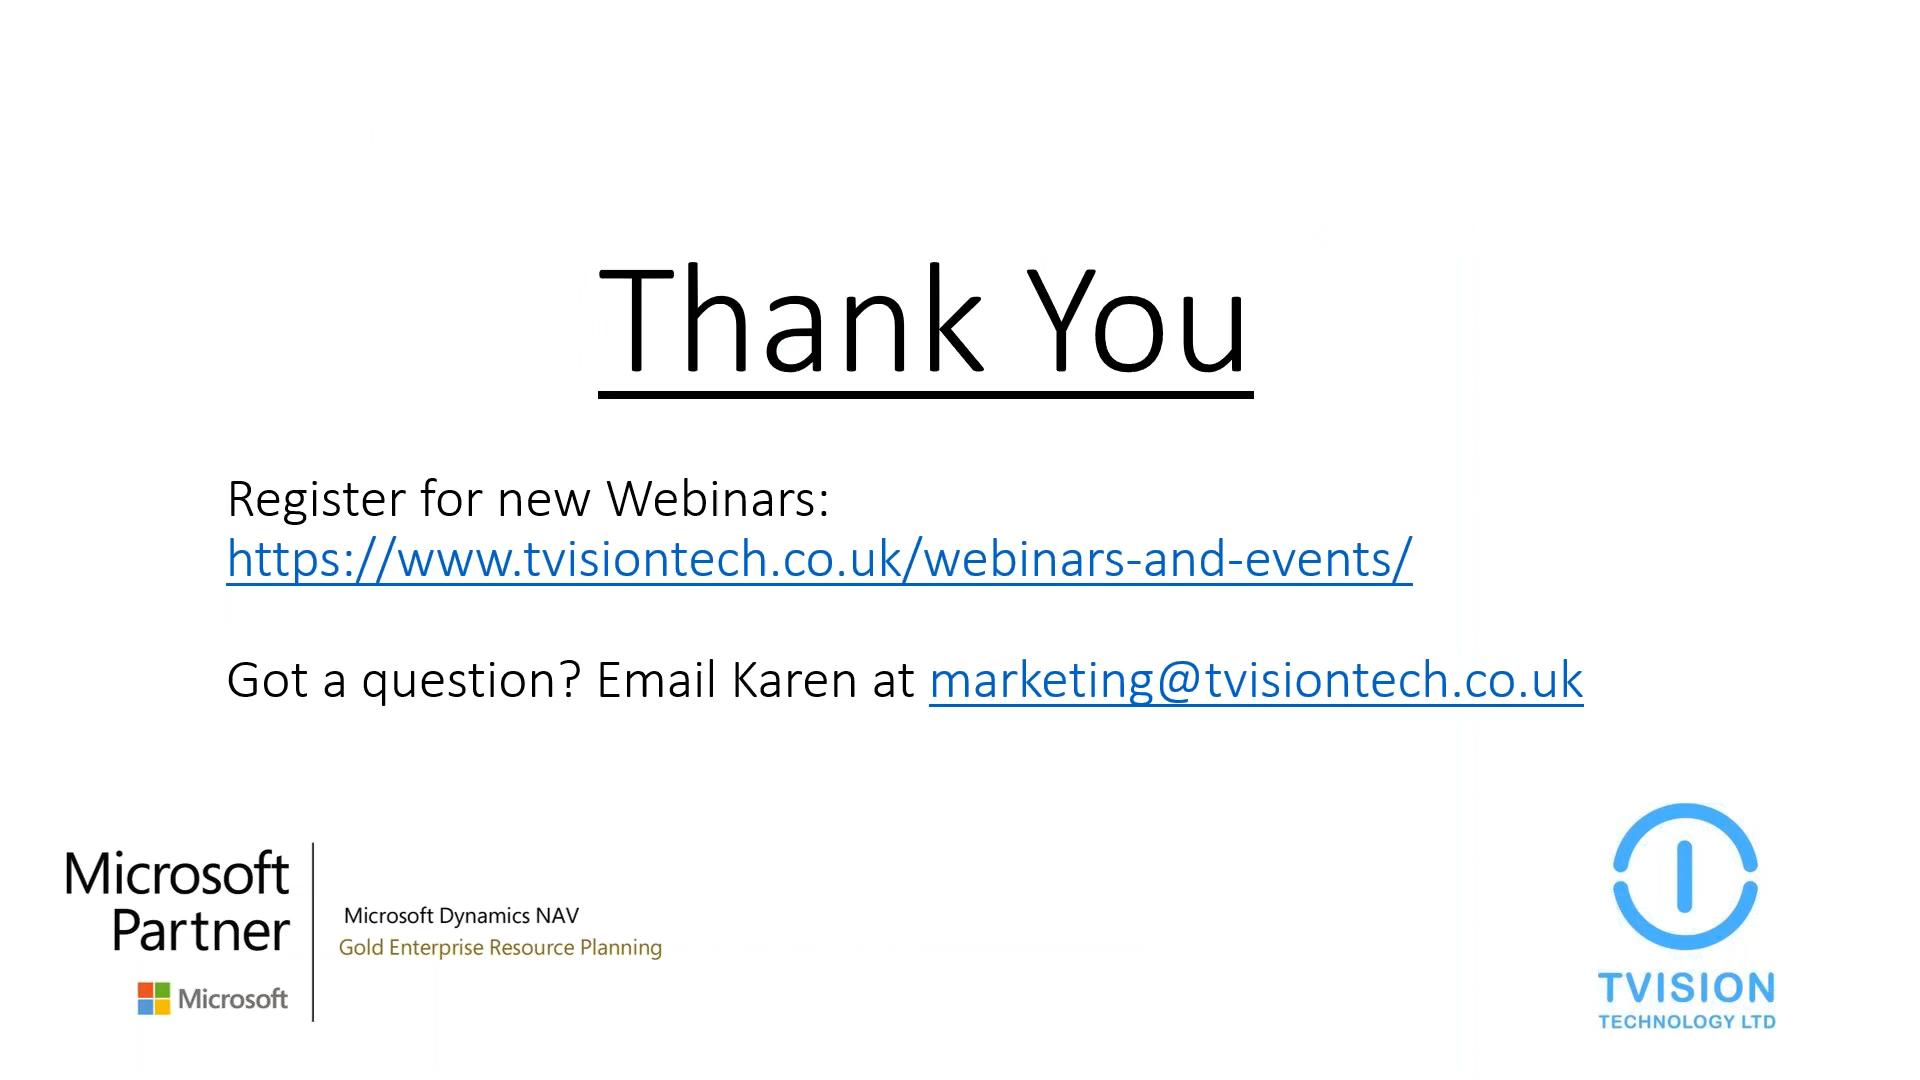 Thank You
Register for new Webinars:
https://www.tvisiontech.co.uk/webinars-and-events/
Got a question? Email Karen at marketing@tvisiontech.co.uk
Microsoft
Partner
Microsoft
Microsoft Dynamics NAV
Gold Enterprise Resource Planning
TVISION
TECHNOLOGY LTD